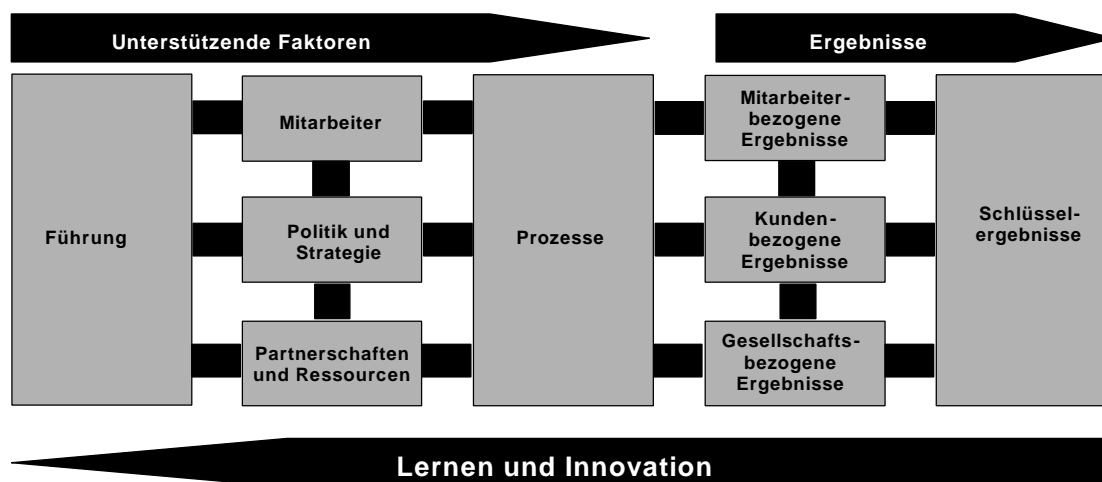 Unterstützende Faktoren
Ergebnisse
Führung
Mitarbeiter
Politik und
Strategie
Partnerschaften
und Ressourcen
Prozesse
Mitarbeiter-
bezogene
Ergebnisse
Kunden-
bezogene
Ergebnisse
Gesellschafts-
bezogene
Ergebnisse
Schlüssel-
ergebnisse
Lernen und Innovation